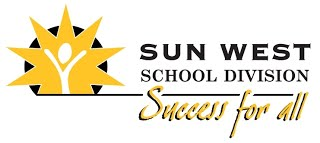 SUN WEST
SCHOOL DIVISION
Success for all